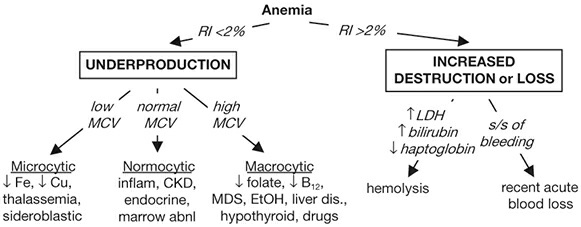 Anemia
RI <2%
RI >2%
UNDERPRODUCTION
INCREASED
DESTRUCTION or LOSS
low
MCV
normal
MCV
high
MCV
↑LDH
↑bilirubin
↓haptoglobin
s/s of
bleeding
Microcytic
↓Fe, ↓Cu,
thalassemia,
sideroblastic
Normocytic
inflam, CKD,
endocrine,
marrow abnl
Macrocytic
↓folate, ↓B₁₂,
MDS, EtOH, liver dis.,
hypothyroid, drugs
hemolysis
recent acute
blood loss